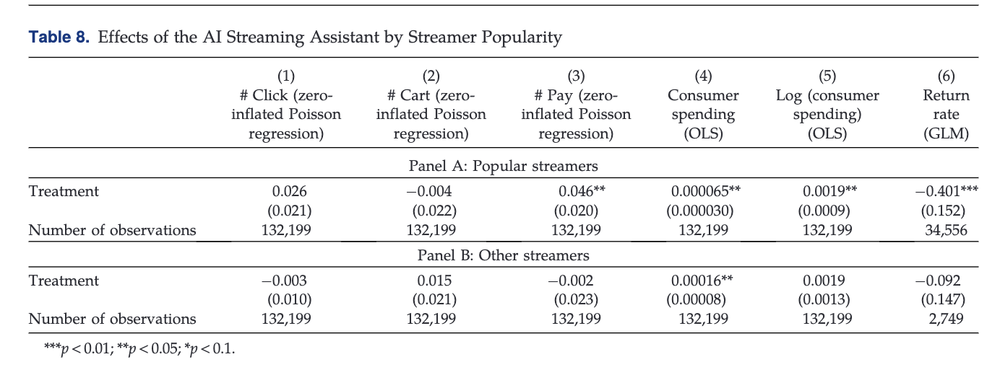 Table 8. Effects of the AI Streaming Assistant by Streamer Popularity
(1) (2) (3) (4) (5) (6)
# Click (zero- # Cart (zero- # Pay (zero- Consumer Log (consumer Return
inflated Poisson inflated Poisson inflated Poisson spending spending) rate
regression) regression) regression) (OLS) (OLS) (GLM)
Panel A: Popular streamers
Treatment 0.026 −0.004 0.046** 0.000065** 0.0019** −0.401***
(0.021) (0.022) (0.020) (0.000030) (0.0009) (0.152)
Number of observations 132,199 132,199 132,199 132,199 132,199 34,556
Panel B: Other streamers
Treatment −0.003 0.015 −0.002 0.00016** 0.0019 −0.092
(0.010) (0.021) (0.023) (0.00008) (0.0013) (0.147)
Number of observations 132,199 132,199 132,199 132,199 132,199 2,749
***p < 0.01; **p < 0.05; *p < 0.1.